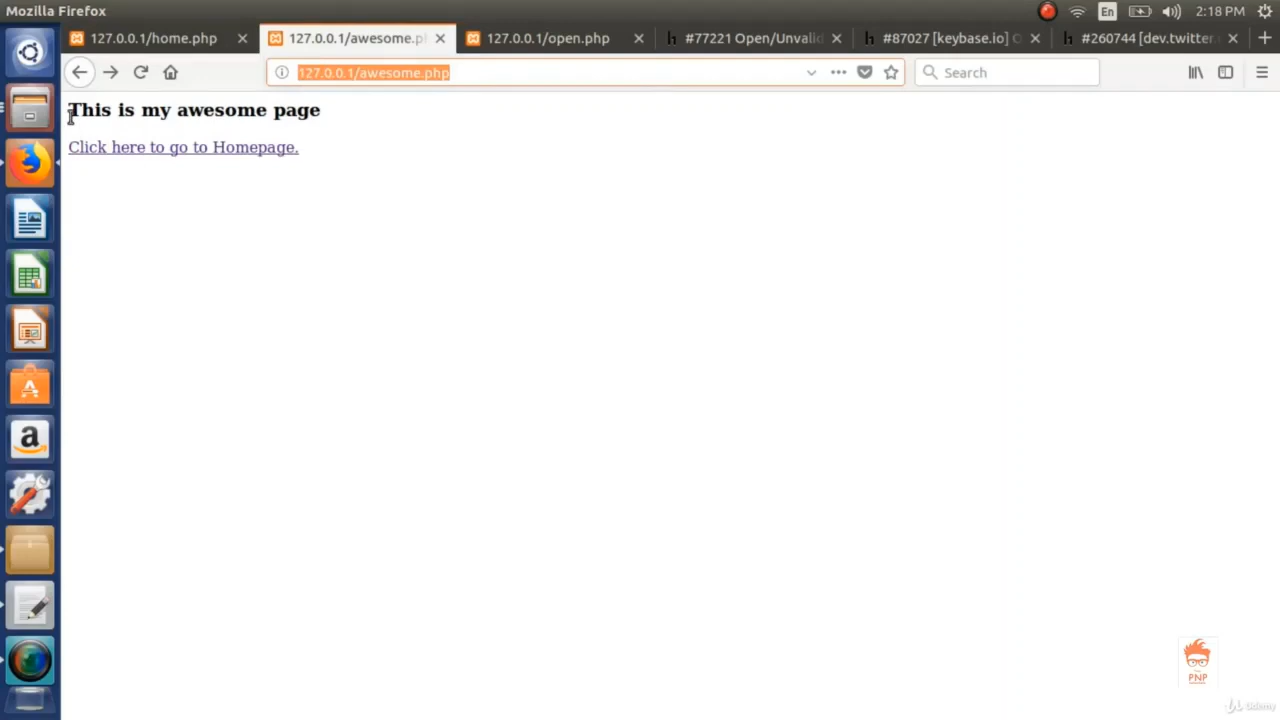 Mozilla Firefox
En
2:18 PM
127.0.0.1/home.php
127.0.0.1/awesome.p
127.0.0.1/open.php
#77221 Open/Unvalid
#87027 [keybase.io] O
#260744 [dev.twitter.
127.0.0.1/awesome.php
Search
This is my awesome page
Click here to go to Homepage.
PNP
Udemy